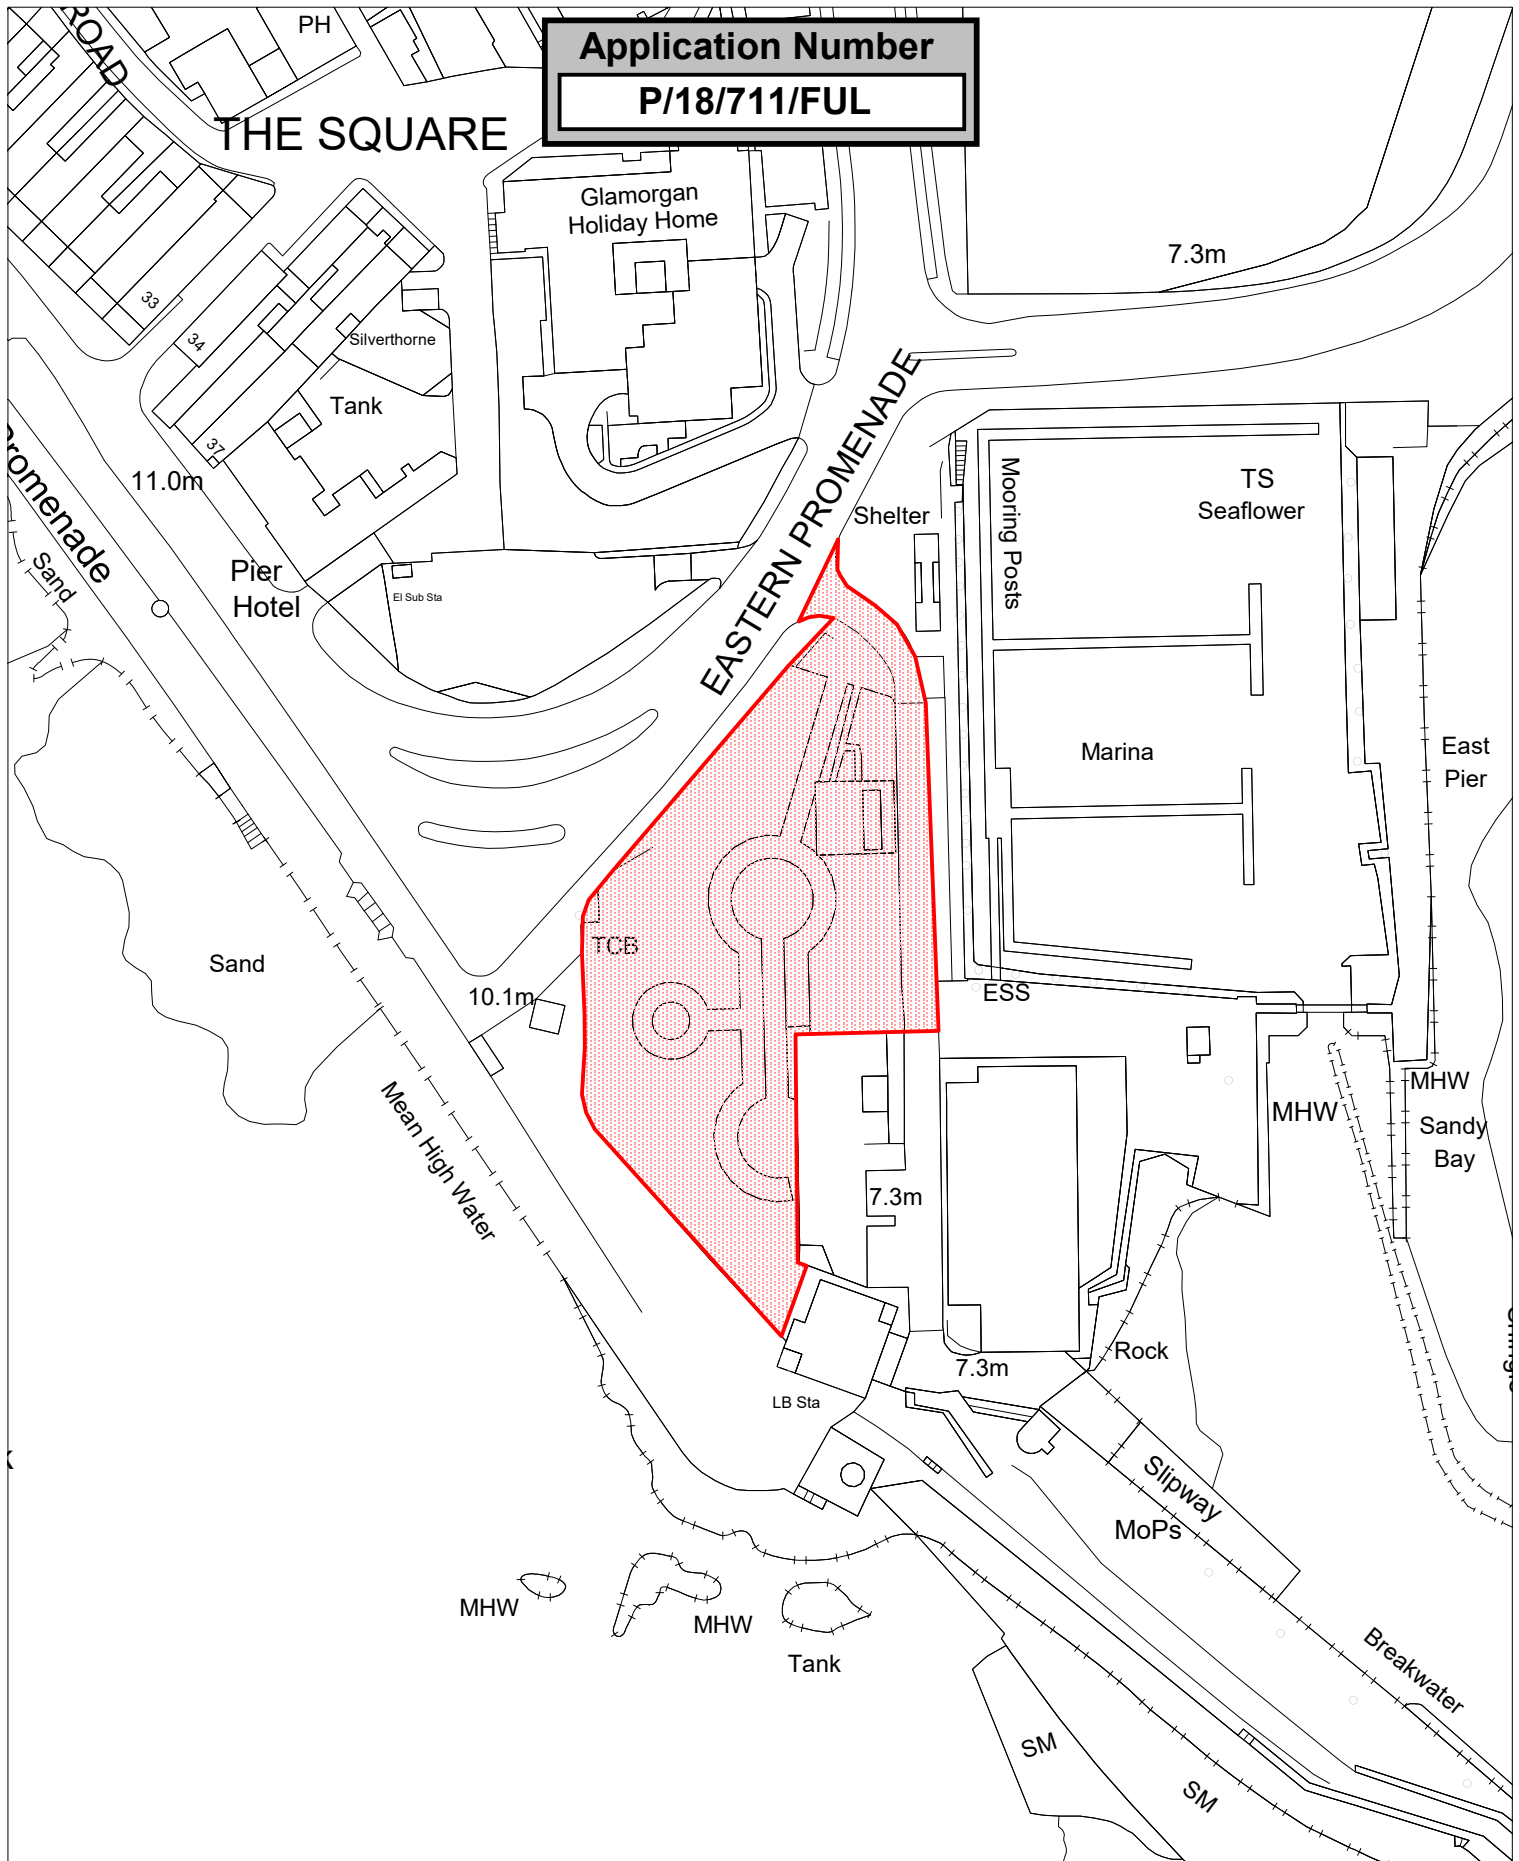 ROAD
PH
Application Number
P/18/711/FUL
THE SQUARE
Glamorgan
Holiday Home
7.3m
33
34
Silverthorne
Tank
37
11.0m
Promenade
Sand
Pier
Hotel
El Sub Sta
EASTERN PROMENADE
Shelter
Mooring Posts
TS
Seaflower
Marina
East
Pier
TCB
Sand
10.1m
ESS
Mean High Water
MHW
MHW
Sandy
Bay
7.3m
7.3m
Rock
LB Sta
Slipway
MoPs
MHW
MHW
Tank
Breakwater
SM
SM